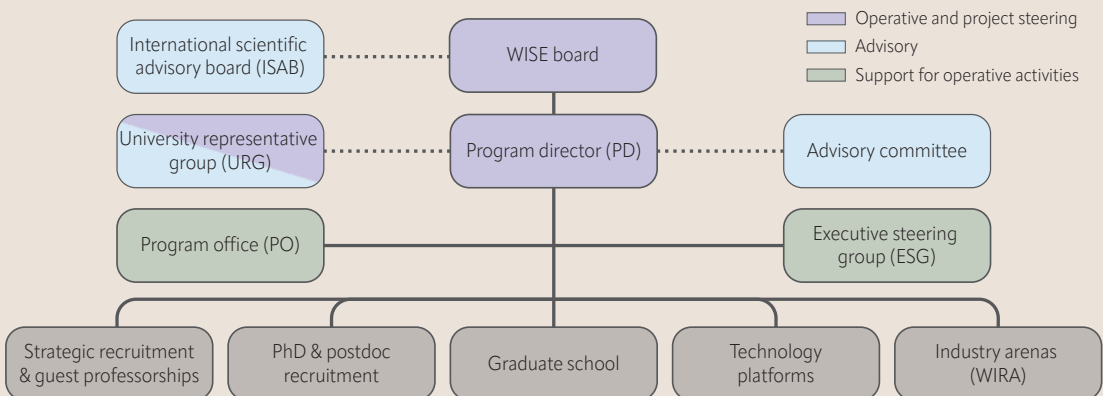 Operative and project steering
Advisory
Support for operative activities
International scientific
advisory board (ISAB)
WISE board
University representative
group (URG)
Program director (PD)
Advisory committee
Program office (PO)
Executive steering
group (ESG)
Strategic recruitment
& guest professorships
PhD & postdoc
recruitment
Graduate school
Technology
platforms
Industry arenas
(WIRA)